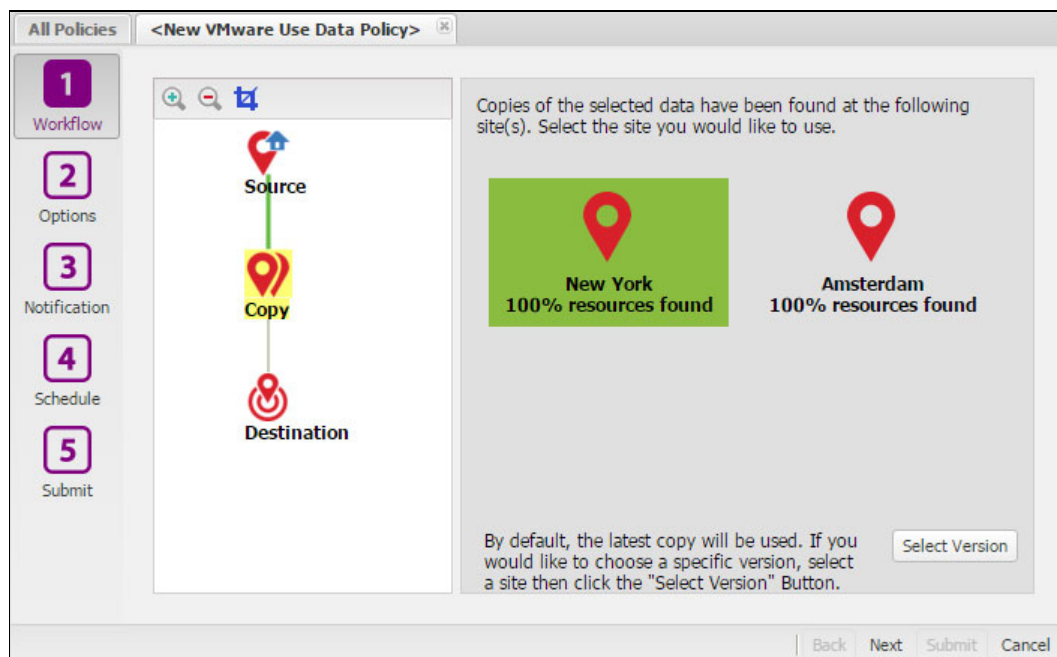 All Policies
<New VMware Use Data Policy>
1
Workflow
2
Options
3
Notification
4
Schedule
5
Submit
Source
Copy
Destination
Copies of the selected data have been found at the following
site(s). Select the site you would like to use.
New York
100% resources found
Amsterdam
100% resources found
By default, the latest copy will be used. If you
would like to choose a specific version, select
a site then click the "Select Version" Button.
Select Version
Back Next Submit Cancel